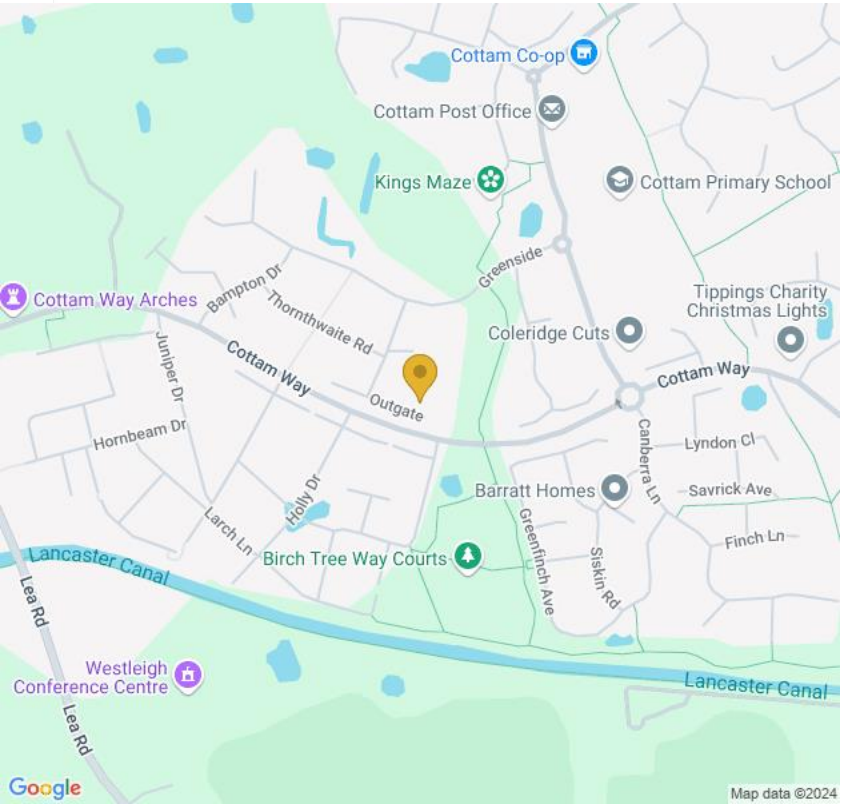 Cottam Co-op
Cottam Post Office
Kings Maze
Cottam Primary School
Greenside
Bampton Dr
Cottam Way Arches
Thornthwaite Rd
Tippings Charity
Christmas Lights
Coleridge Cuts
Juniper Dr
Cottam Way
Cottam Way
Outgate
Hornbeam Dr
Canberra Ln
Lyndon Cl
Holly Dr
Barratt Homes
Savrick Ave
Larch Ln
Greenfinch Ave
Finch Ln
Lancaster Canal
Birch Tree Way Courts
Siskin Rd
Lea Rd
Westleigh
Conference Centre
Lancaster Canal
Lea Rd
Google
Map data ©2024